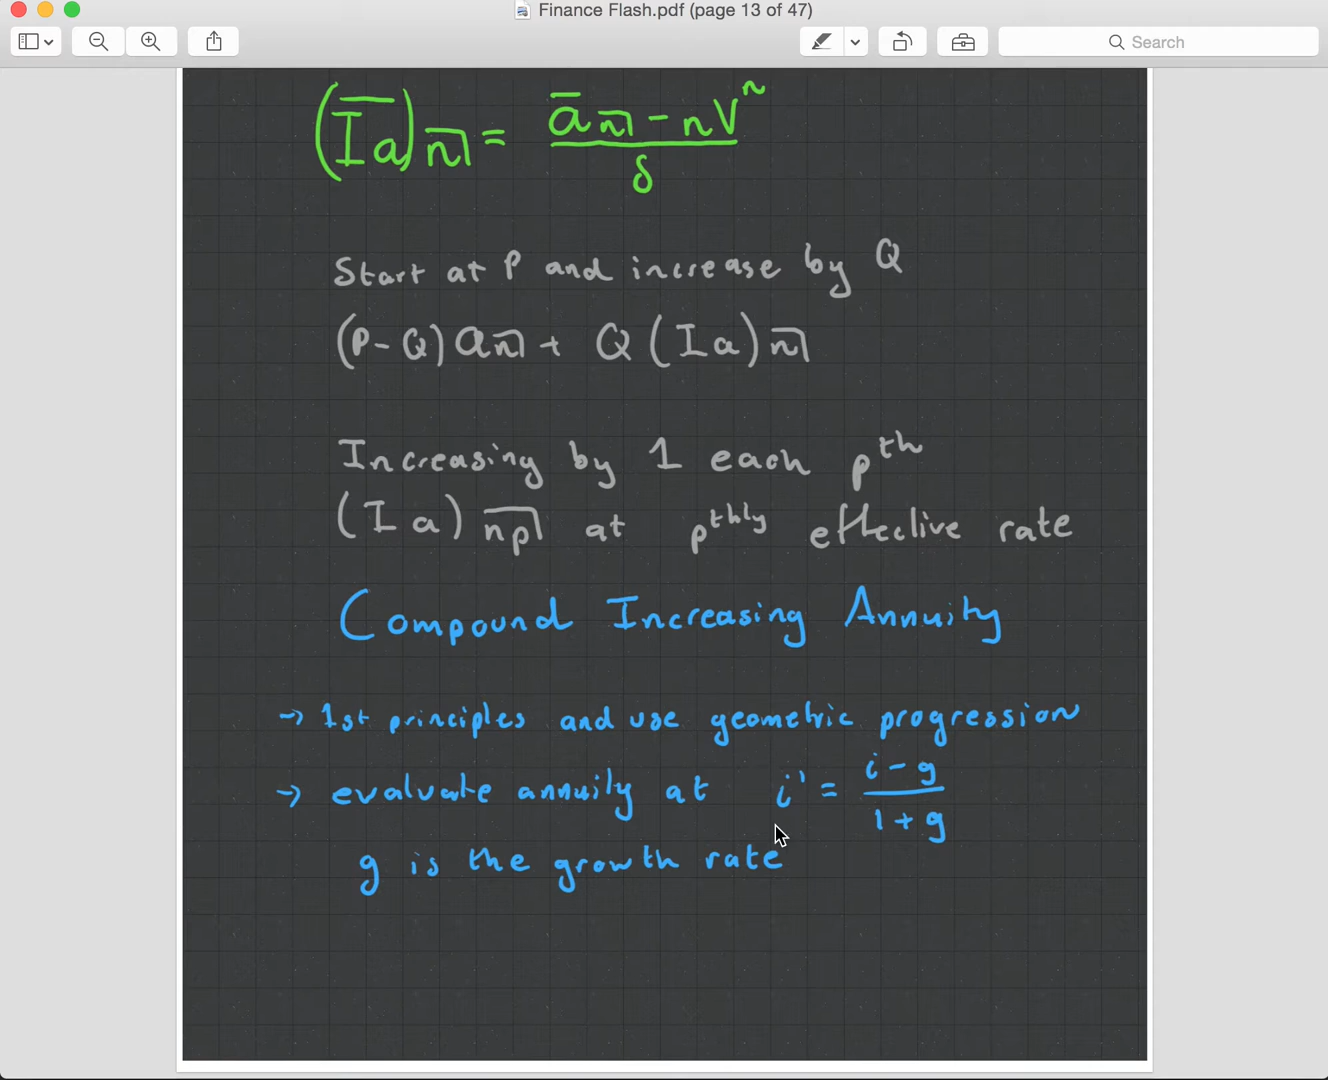 Finance Flash.pdf (page 13 of 47)
Search
(Īā)n̅| = (ān̅| - nVⁿ) / δ
Start at P and increase by Q
(P-Q) an̅| + Q (Ia)n̅|
Increasing by 1 each pᵗʰ
(Ia) n̅p̅| at pᵗʰˡʸ effective rate
Compound Increasing Annuity
→ 1st principles and use geometric progression
→ evaluate annuity at i' = (i - g) / (1 + g)
g is the growth rate